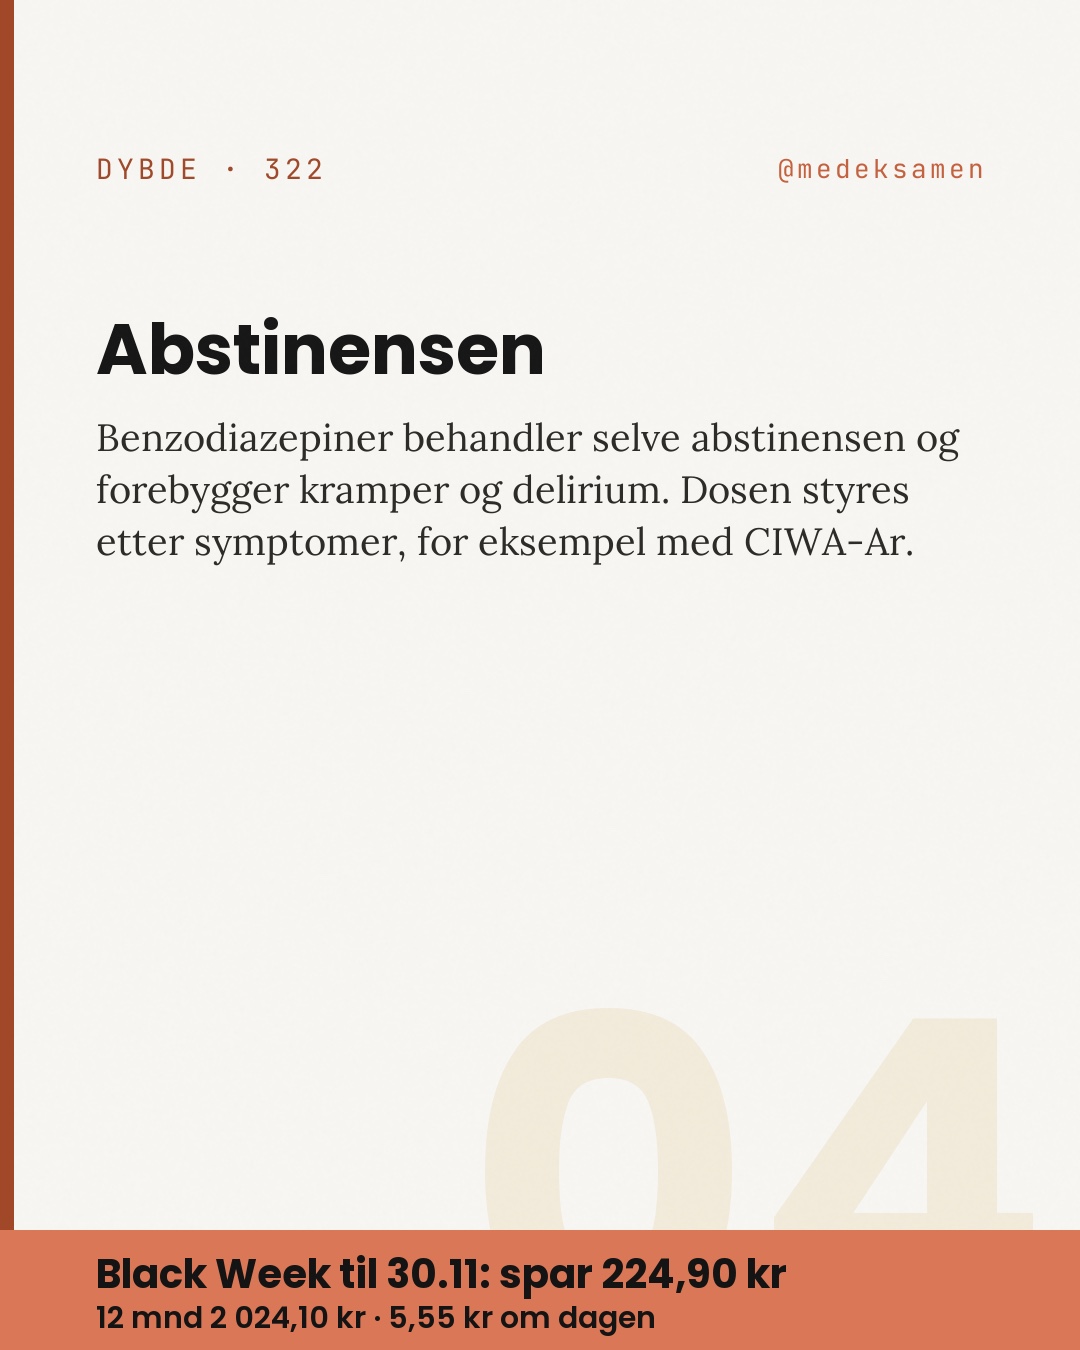 DYBDE · 322
@medeksamen
Abstinensen
Benzodiazepiner behandler selve abstinensen og
forebygger kramper og delirium. Dosen styres
etter symptomer, for eksempel med CIWA-Ar.
04
Black Week til 30.11: spar 224,90 kr
12 mnd 2 024,10 kr · 5,55 kr om dagen